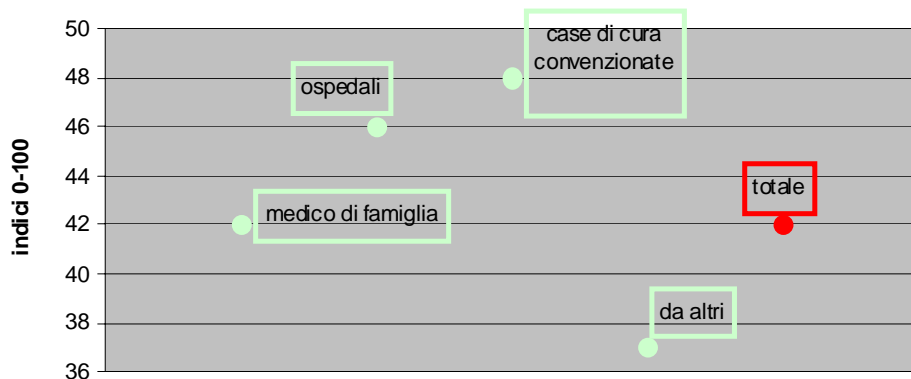 indici 0-100
50
48
46
44
42
40
38
36
case di cura
convenzionate
ospedali
totale
medico di famiglia
da altri